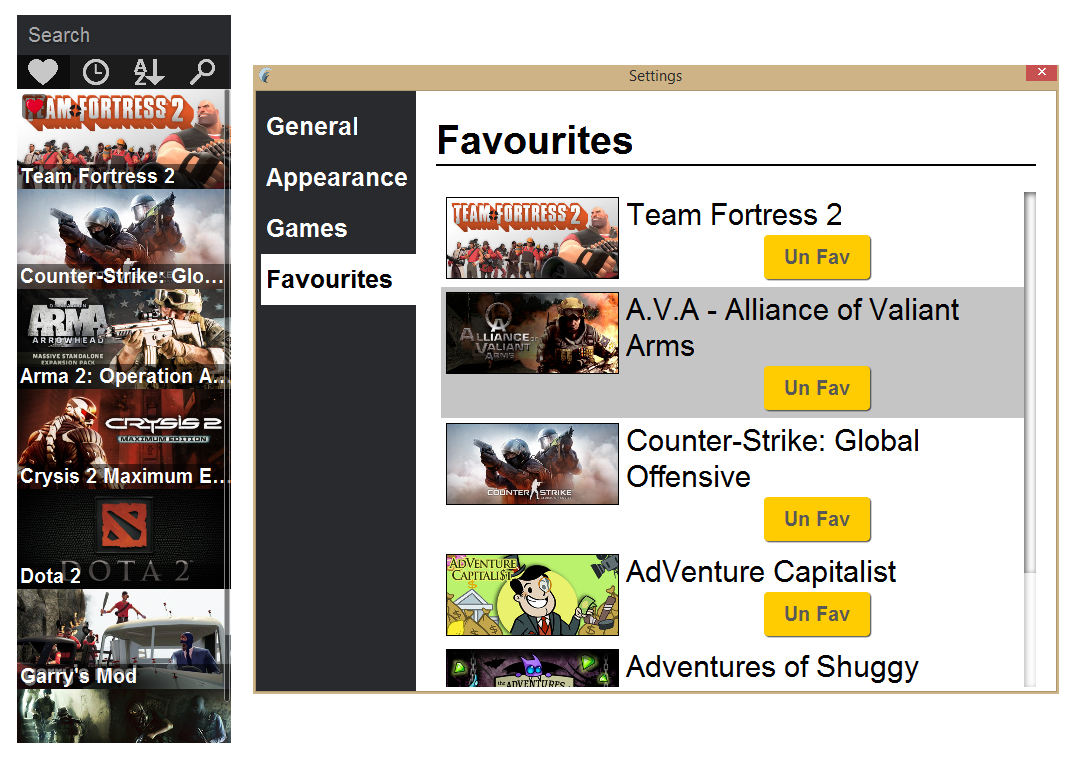 Search
A
Z
TEAM FORTRESS 2
Team Fortress 2
Counter-Strike: Glo...
ARMA
ARROWHEAD
MASSIVE STANDALONE
EXPANSION PACK
Arma 2: Operation A...
CRYSIS 2
MAXIMUM EDITION
Crysis 2 Maximum E...
DOTA 2
Dota 2
Garry's Mod
Settings
General
Appearance
Games
Favourites
Favourites
TEAM FORTRESS 2
Team Fortress 2
Un Fav
ALLIANCE OF
VALIANT
ARMS
A.V.A - Alliance of Valiant
Arms
Un Fav
COUNTER STRIKE
Counter-Strike: Global
Offensive
Un Fav
ADVENTURE
CAPITALI$T
AdVenture Capitalist
Un Fav
THE ADVENTURES OF
Adventures of Shuggy